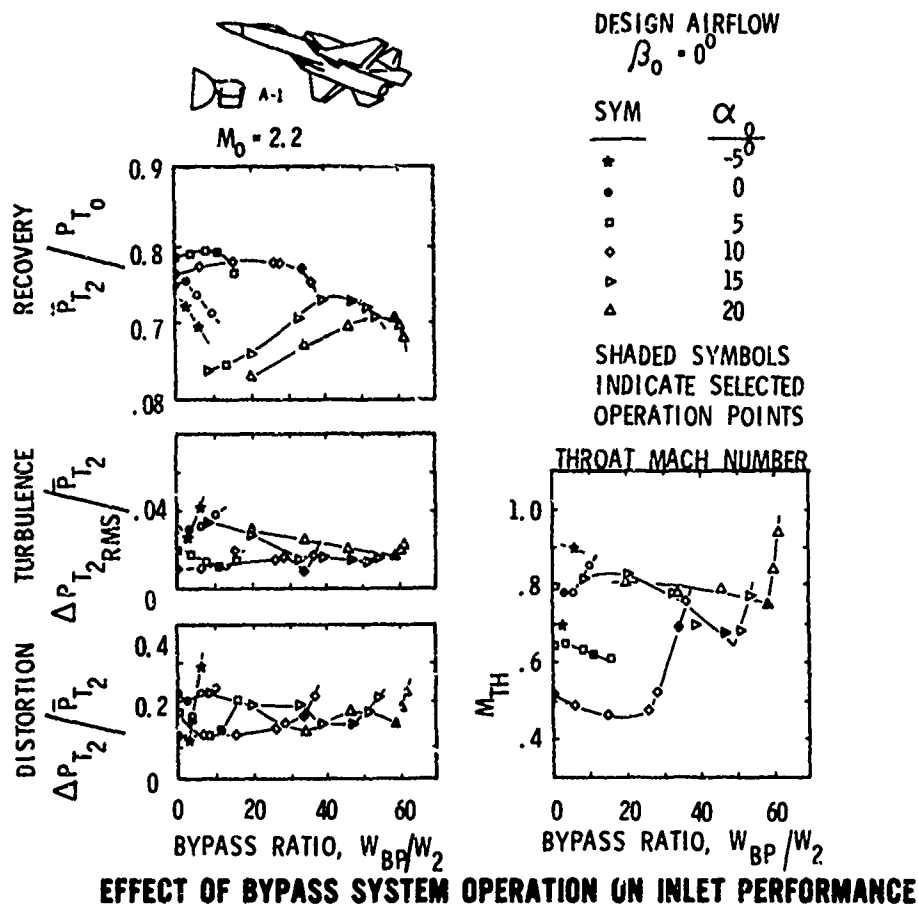 A-1
M0 = 2.2
DESIGN AIRFLOW
β0 = 0⁰
SYM α0
-5⁰
0
5
10
15
20
SHADED SYMBOLS
INDICATE SELECTED
OPERATION POINTS
RECOVERY
P̄T2 / PT0
0.9
0.8
0.7
.08
TURBULENCE
ΔPT2RMS / P̄T2
.04
0
DISTORTION
ΔPT2 / P̄T2
0.4
0.2
0
0 20 40 60
BYPASS RATIO, WBP/W2
THROAT MACH NUMBER
MTH
1.0
.8
.6
.4
0 20 40 60
BYPASS RATIO, WBP/W2
EFFECT OF BYPASS SYSTEM OPERATION ON INLET PERFORMANCE